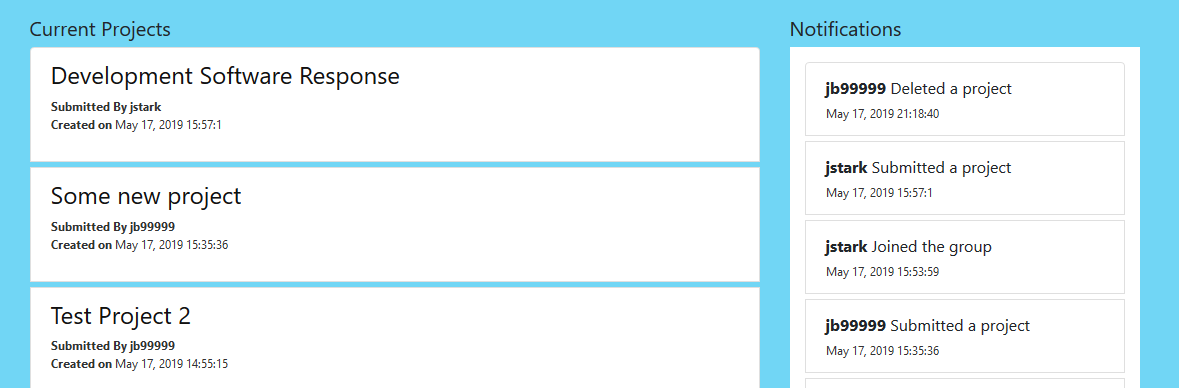 Current Projects
Development Software Response
Submitted By jstark
Created on May 17, 2019 15:57:1
Some new project
Submitted By jb99999
Created on May 17, 2019 15:35:36
Test Project 2
Submitted By jb99999
Created on May 17, 2019 14:55:15
Notifications
jb99999 Deleted a project
May 17, 2019 21:18:40
jstark Submitted a project
May 17, 2019 15:57:1
jstark Joined the group
May 17, 2019 15:53:59
jb99999 Submitted a project
May 17, 2019 15:35:36